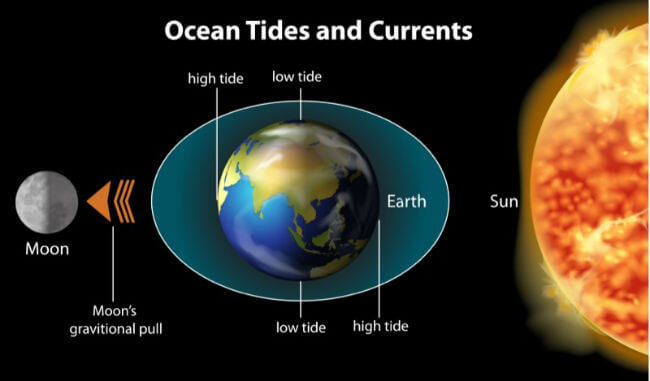 Ocean Tides and Currents
high tide
low tide
Earth
Sun
Moon
Moon's
gravitional pull
low tide
high tide